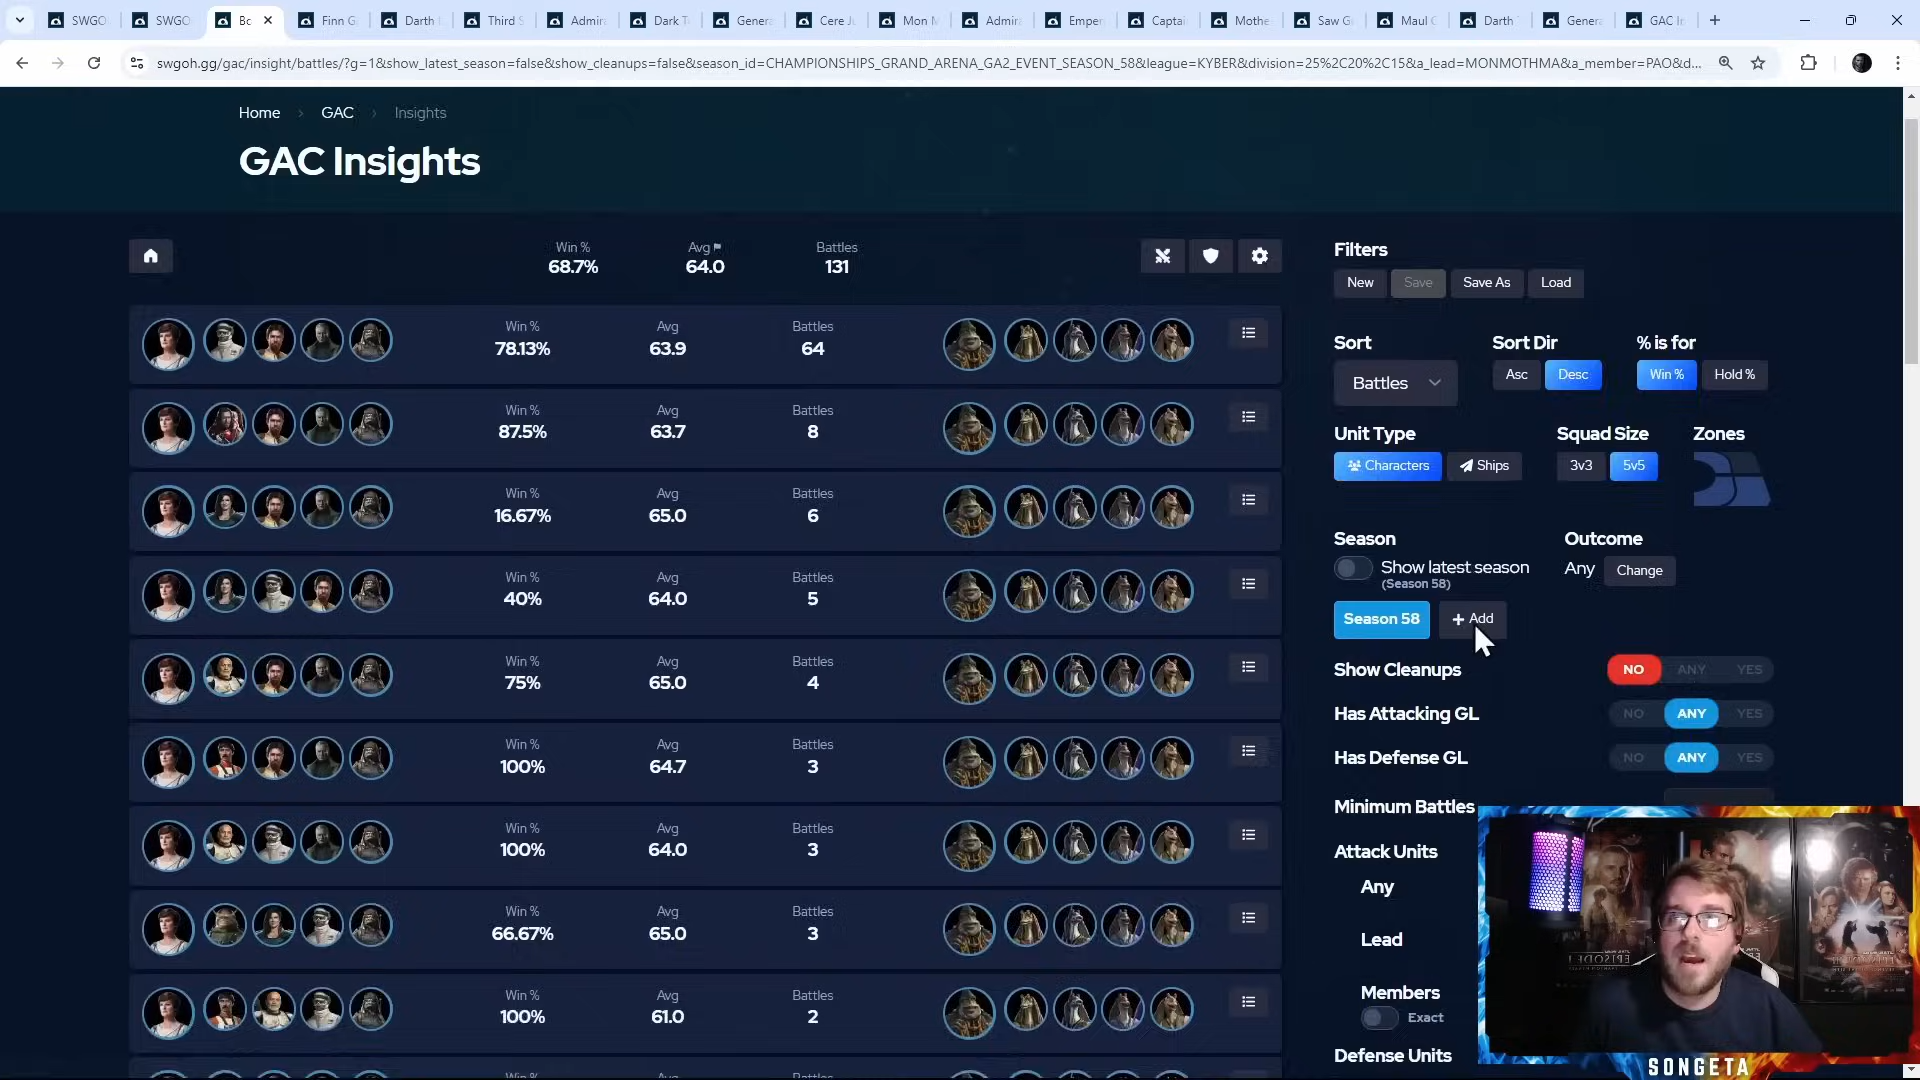 SWGO
SWGO
Bc
Finn G
Darth
Third S
Admira
Dark T
Genera
Cere Ju
Mon M
Admira
Emper
Captai
Mothe
Saw G
Maul
Darth
Genera
GAC In
swgoh.gg/gac/insight/battles/?g=1&show_latest_season=false&show_cleanups=false&season_id=CHAMPIONSHIPS_GRAND_ARENA_GA2_EVENT_SEASON_58&league=KYBER&division=25%2C20%2C15&a_lead=MONMOTHMA&a_member=PAO&d...
Home > GAC > Insights
GAC Insights
Win % Avg Battles
68.7% 64.0 131
Win % Avg Battles
78.13% 63.9 64
Win % Avg Battles
87.5% 63.7 8
Win % Avg Battles
16.67% 65.0 6
Win % Avg Battles
40% 64.0 5
Win % Avg Battles
75% 65.0 4
Win % Avg Battles
100% 64.7 3
Win % Avg Battles
100% 64.0 3
Win % Avg Battles
66.67% 65.0 3
Win % Avg Battles
100% 61.0 2
Win % Avg Battles
Filters
New Save Save As Load
Sort Sort Dir % is for
Battles Asc Desc Win % Hold %
Unit Type Squad Size Zones
Characters Ships 3v3 5v5
Season Outcome
Show latest season Any Change
(Season 58)
Season 58 + Add
Show Cleanups NO ANY YES
Has Attacking GL NO ANY YES
Has Defense GL NO ANY YES
Minimum Battles
Attack Units
Any
Lead
Members
Exact
Defense Units
SONGETA